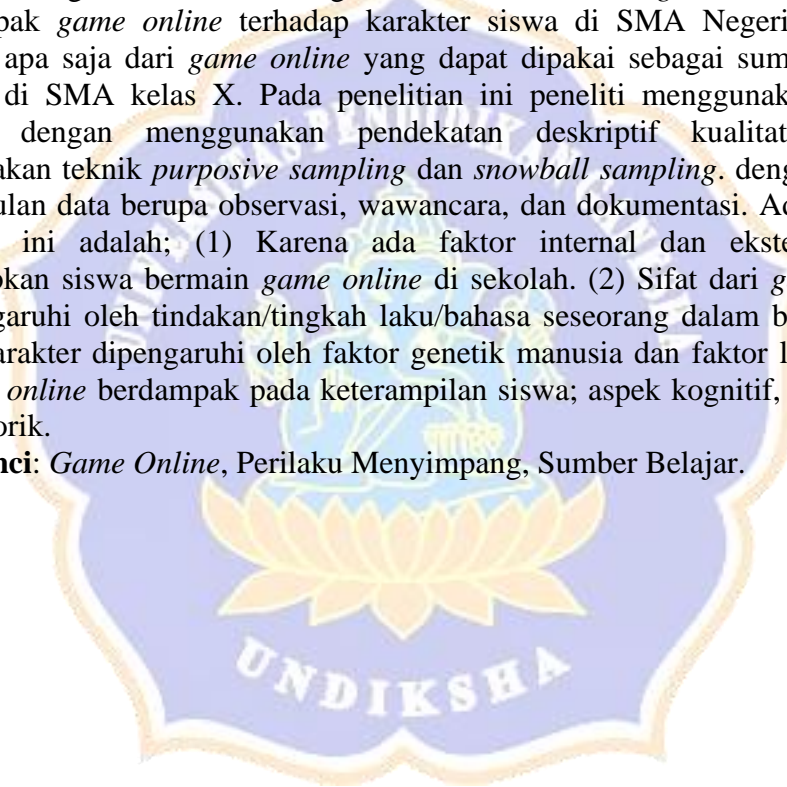 pak game online terhadap karakter siswa di SMA Negeri
apa saja dari game online yang dapat dipakai sebagai sum
di SMA kelas X. Pada penelitian ini peneliti menggunak
dengan menggunakan pendekatan deskriptif kualitat
akan teknik purposive sampling dan snowball sampling. deng
ulan data berupa observasi, wawancara, dan dokumentasi. Ad
ini adalah; (1) Karena ada faktor internal dan ekste
kan siswa bermain game online di sekolah. (2) Sifat dari g
garuhi oleh tindakan/tingkah laku/bahasa seseorang dalam b
arakter dipengaruhi oleh faktor genetik manusia dan faktor l
online berdampak pada keterampilan siswa; aspek kognitif,
orik.
nci: Game Online, Perilaku Menyimpang, Sumber Belajar.
UNIVERSITAS PENDIDIKAN GANESHA
UNDIKSHA